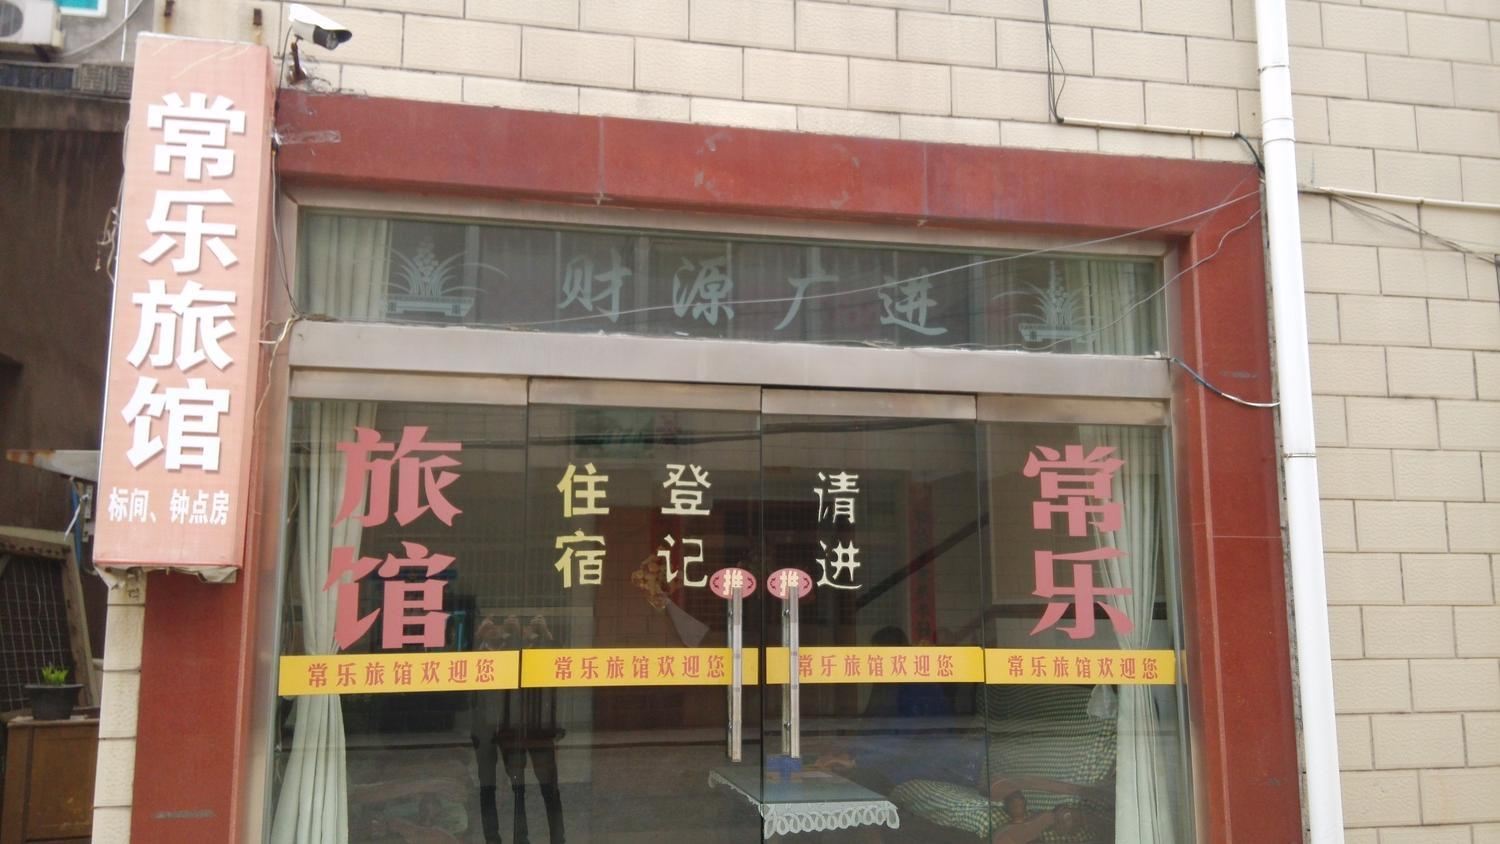 常乐旅馆
标间、钟点房
财源广进
旅馆
住宿
登记
请进
常乐
推
推
常乐旅馆欢迎您
常乐旅馆欢迎您
常乐旅馆欢迎您
常乐旅馆欢迎您